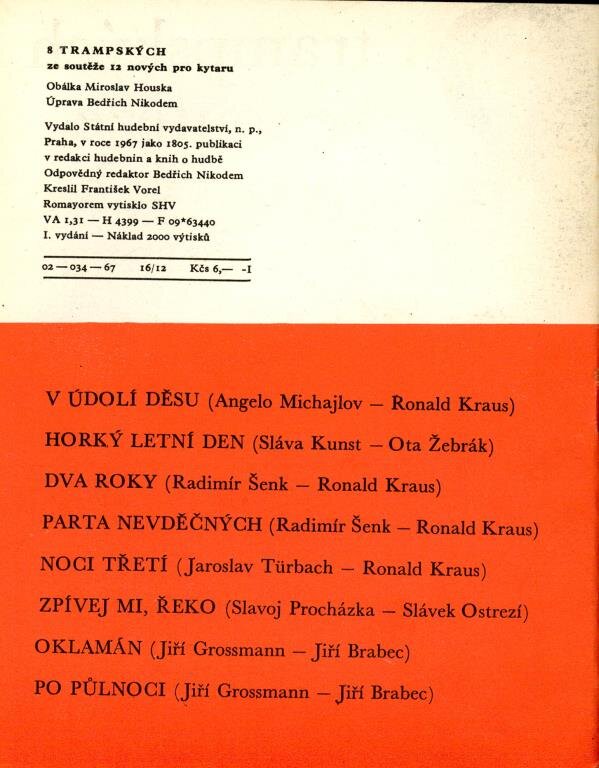 8 TRAMPSKÝCH
ze soutěže 12 nových pro kytaru
Obálka Miroslav Houska
Úprava Bedřich Nikodem
Vydalo Státní hudební vydavatelství, n. p.,
Praha, v roce 1967 jako 1805. publikaci
v redakci hudebnin a knih o hudbě
Odpovědný redaktor Bedřich Nikodem
Kreslil František Vorel
Romayorem vytisklo SHV
VA 1,31 — H 4399 — F 09*63440
I. vydání — Náklad 2000 výtisků
02 — 034 — 67 16/12 Kčs 6,— -I
V ÚDOLÍ DĚSU (Angelo Michajlov — Ronald Kraus)
HORKÝ LETNÍ DEN (Sláva Kunst — Ota Žebrák)
DVA ROKY (Radimír Šenk — Ronald Kraus)
PARTA NEVDĚČNÝCH (Radimír Šenk — Ronald Kraus)
NOCI TŘETÍ (Jaroslav Türbach — Ronald Kraus)
ZPÍVEJ MI, ŘEKO (Slavoj Procházka — Slávek Ostrezí)
OKLAMÁN (Jiří Grossmann — Jiří Brabec)
PO PŮLNOCI (Jiří Grossmann — Jiří Brabec)